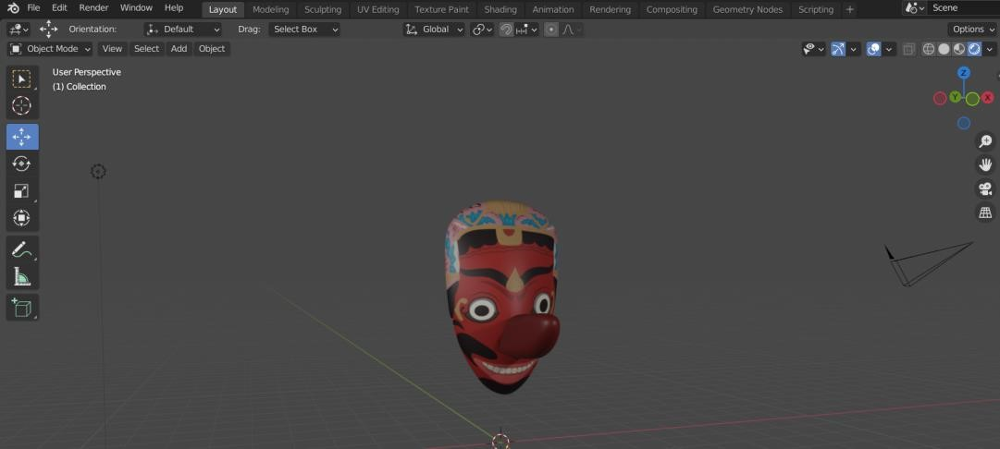 File Edit Render Window Help Layout Modeling Sculpting UV Editing Texture Paint Shading Animation Rendering Compositing Geometry Nodes Scripting + Scene
Orientation: Default Drag: Select Box Global Options
Object Mode View Select Add Object
User Perspective
(1) Collection
Z
Y X